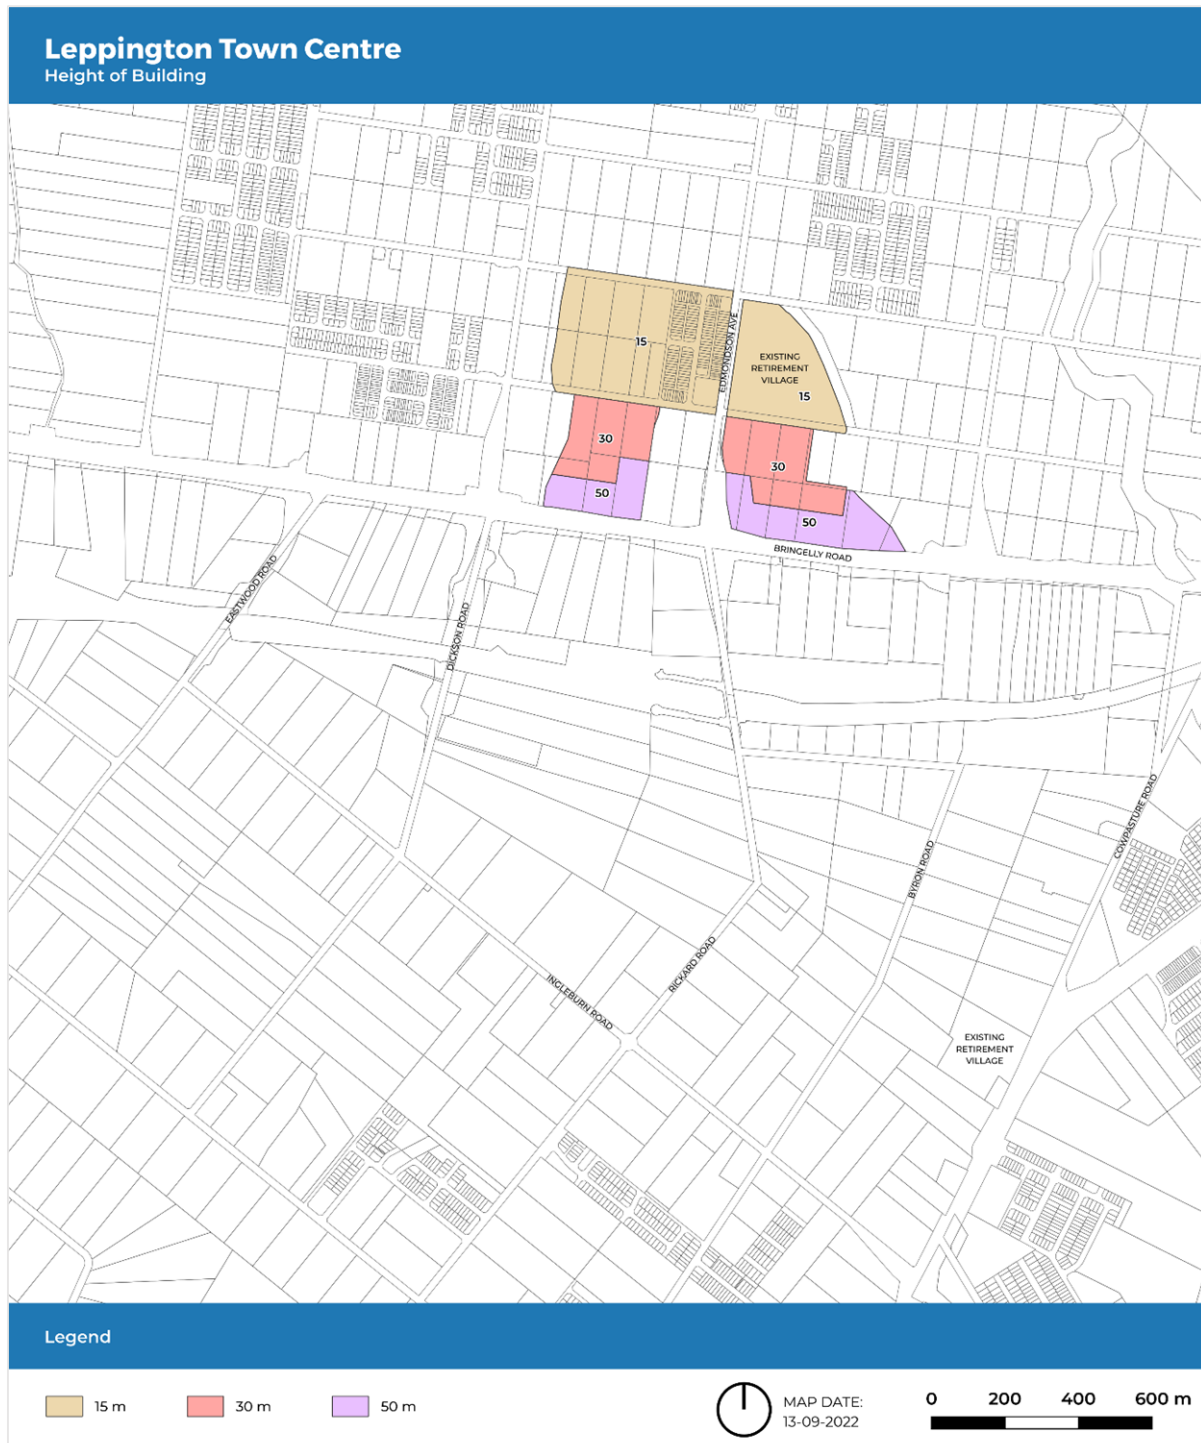 Leppington Town Centre
Height of Building
15
EDMONDSON AVE
EXISTING
RETIREMENT
VILLAGE
15
30
30
50
50
BRINGELLY ROAD
EASTWOOD ROAD
DICKSON ROAD
COWPASTURE ROAD
BYRON ROAD
RICKARD ROAD
INGLEBURN ROAD
EXISTING
RETIREMENT
VILLAGE
Legend
15 m
30 m
50 m
MAP DATE:
13-09-2022
0 200 400 600 m